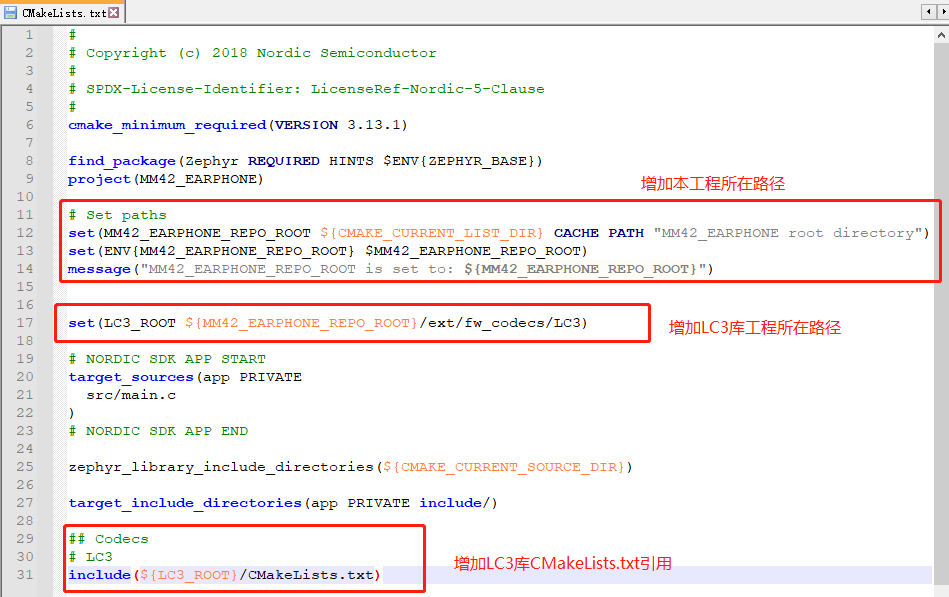 CMakeLists.txt
1 #
2 # Copyright (c) 2018 Nordic Semiconductor
3 #
4 # SPDX-License-Identifier: LicenseRef-Nordic-5-Clause
5 #
6 cmake_minimum_required(VERSION 3.13.1)
7
8 find_package(Zephyr REQUIRED HINTS $ENV{ZEPHYR_BASE})
9 project(MM42_EARPHONE)
增加本工程所在路径
10
11 # Set paths
12 set(MM42_EARPHONE_REPO_ROOT ${CMAKE_CURRENT_LIST_DIR} CACHE PATH "MM42_EARPHONE root directory")
13 set(ENV{MM42_EARPHONE_REPO_ROOT} $MM42_EARPHONE_REPO_ROOT)
14 message("MM42_EARPHONE_REPO_ROOT is set to: ${MM42_EARPHONE_REPO_ROOT}")
15
16
17 set(LC3_ROOT ${MM42_EARPHONE_REPO_ROOT}/ext/fw_codecs/LC3)
增加LC3库工程所在路径
18
19 # NORDIC SDK APP START
20 target_sources(app PRIVATE
21 src/main.c
22 )
23 # NORDIC SDK APP END
24
25 zephyr_library_include_directories(${CMAKE_CURRENT_SOURCE_DIR})
26
27 target_include_directories(app PRIVATE include/)
28
29 ## Codecs
30 # LC3
增加LC3库CMakeLists.txt引用
31 include(${LC3_ROOT}/CMakeLists.txt)